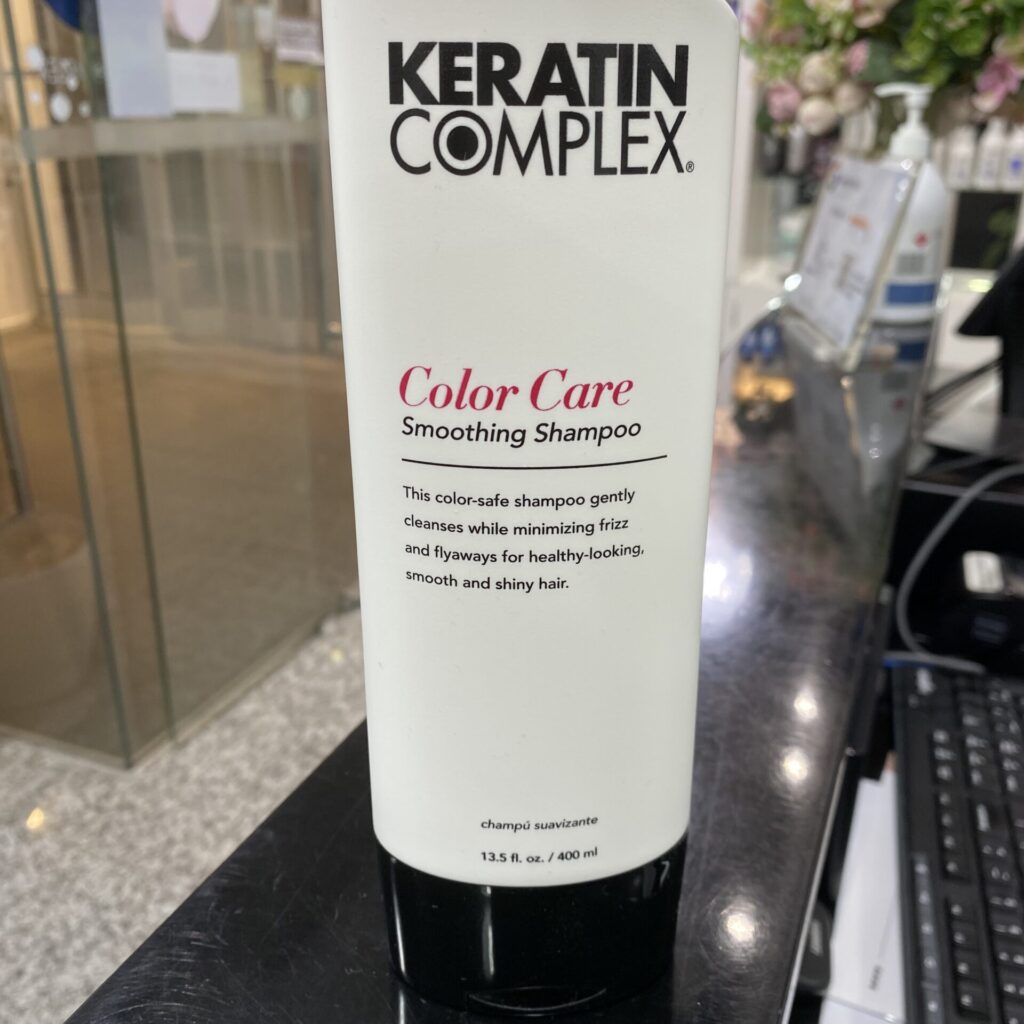 KERATIN
COMPLEX®
Color Care
Smoothing Shampoo
This color-safe shampoo gently
cleanses while minimizing frizz
and flyaways for healthy-looking,
smooth and shiny hair.
champú suavizante
13.5 fl. oz. / 400 ml